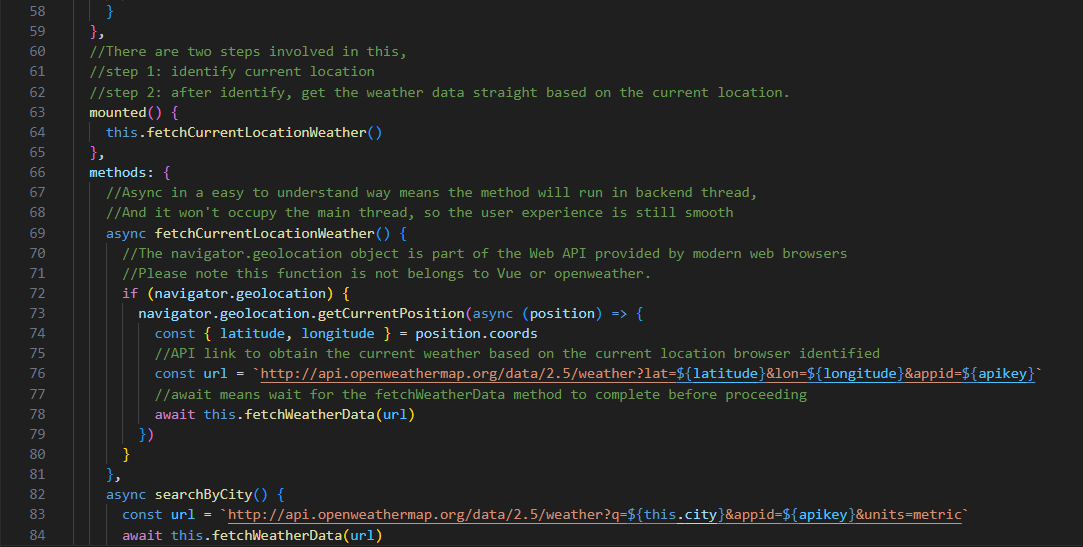 58 }
59 },
60 //There are two steps involved in this,
61 //step 1: identify current location
62 //step 2: after identify, get the weather data straight based on the current location.
63 mounted() {
64 this.fetchCurrentLocationWeather()
65 },
66 methods: {
67 //Async in a easy to understand way means the method will run in backend thread,
68 //And it won't occupy the main thread, so the user experience is still smooth
69 async fetchCurrentLocationWeather() {
70 //The navigator.geolocation object is part of the Web API provided by modern web browsers
71 //Please note this function is not belongs to Vue or openweather.
72 if (navigator.geolocation) {
73 navigator.geolocation.getCurrentPosition(async (position) => {
74 const { latitude, longitude } = position.coords
75 //API link to obtain the current weather based on the current location browser identified
76 const url = `http://api.openweathermap.org/data/2.5/weather?lat=${latitude}&lon=${longitude}&appid=${apikey}`
77 //await means wait for the fetchWeatherData method to complete before proceeding
78 await this.fetchWeatherData(url)
79 })
80 }
81 },
82 async searchByCity() {
83 const url = `http://api.openweathermap.org/data/2.5/weather?q=${this.city}&appid=${apikey}&units=metric`
84 await this.fetchWeatherData(url)